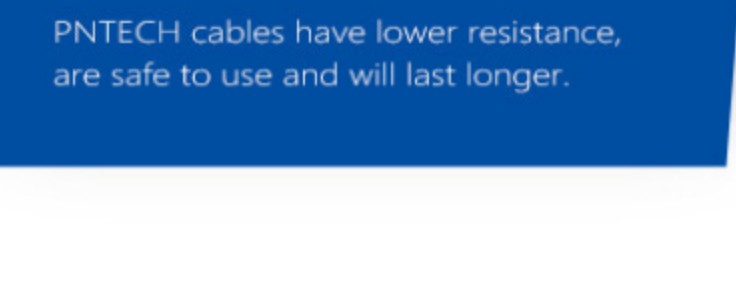 PNTECH cables have lower resistance,
are safe to use and will last longer.